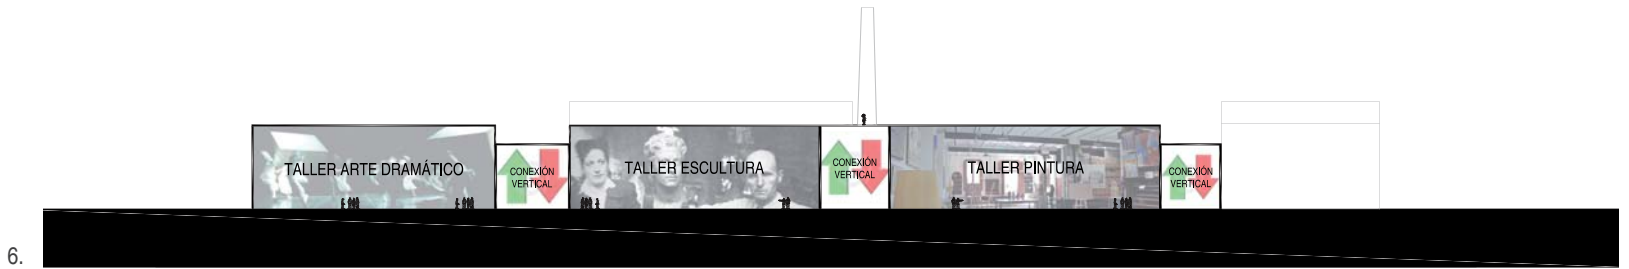 TALLER ARTE DRAMÁTICO
CONEXIÓN
VERTICAL
TALLER ESCULTURA
CONEXIÓN
VERTICAL
TALLER PINTURA
CONEXIÓN
VERTICAL
6.